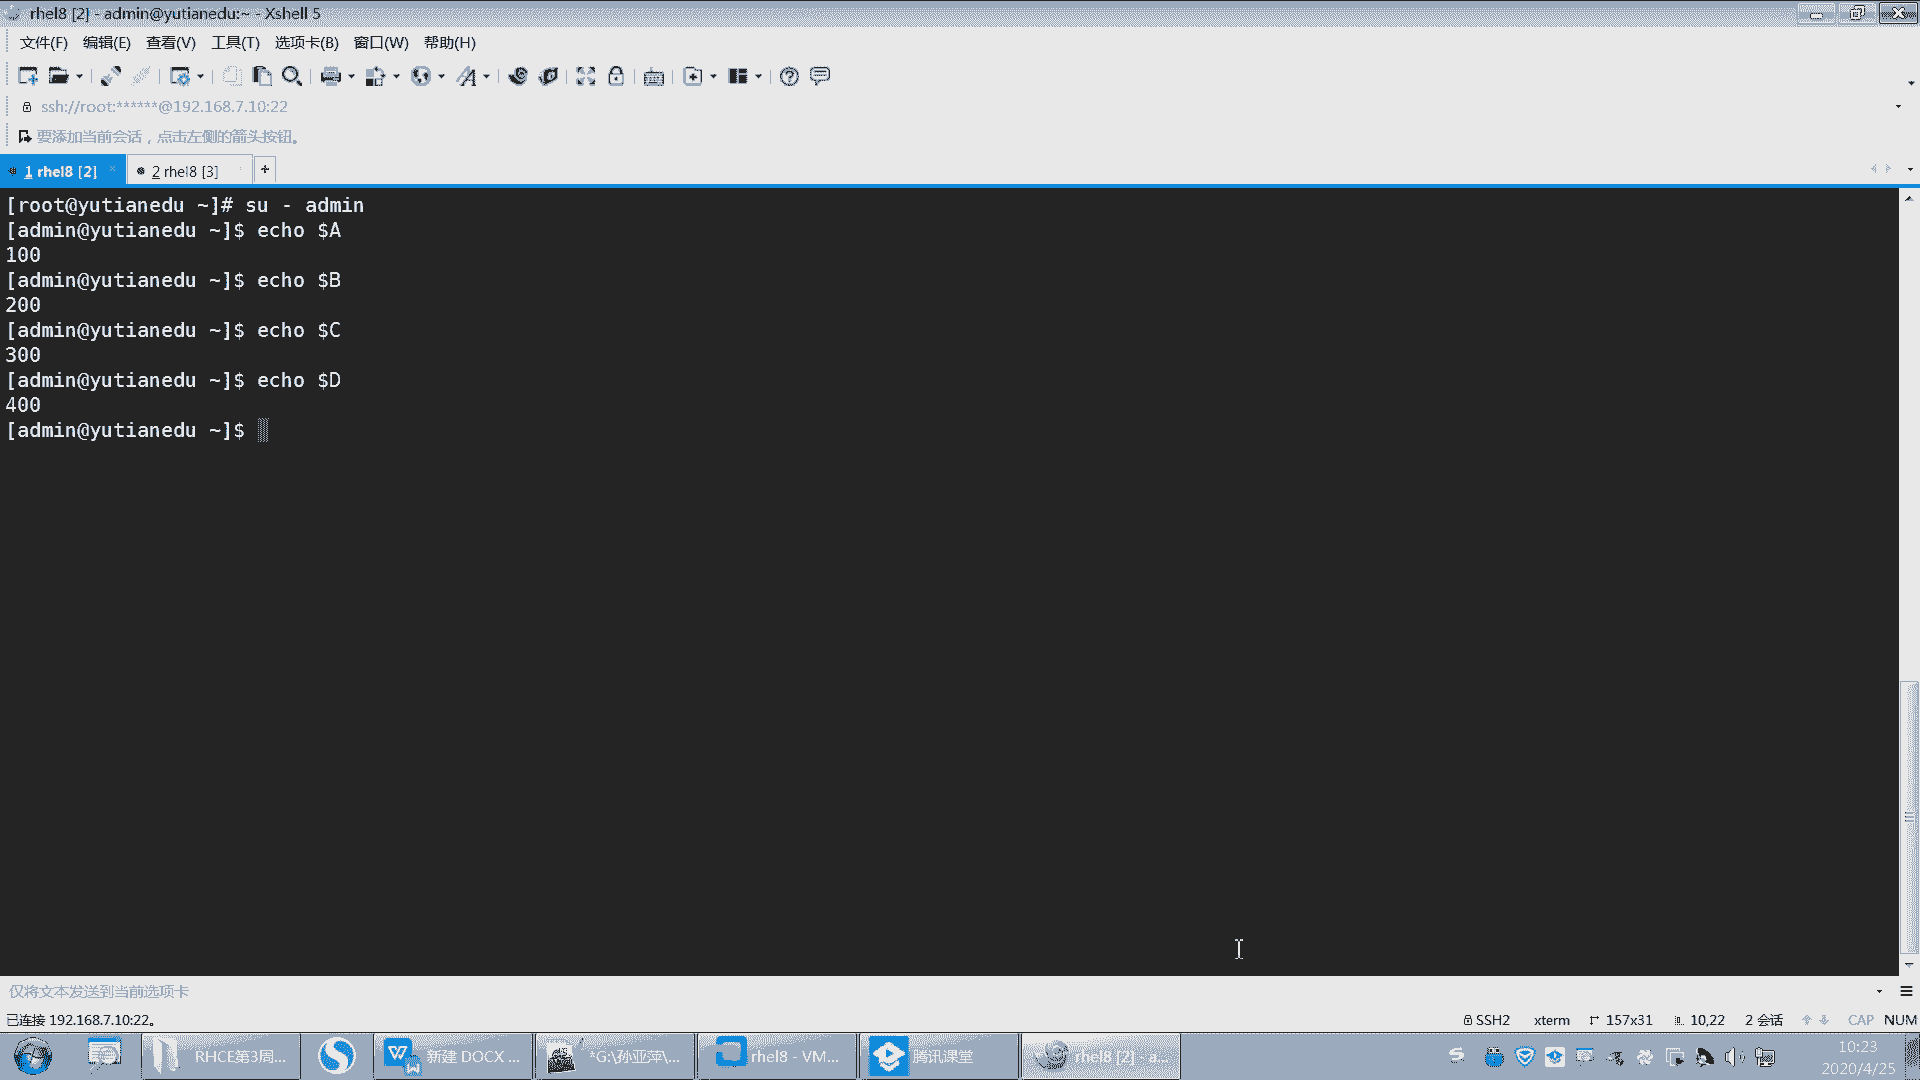 rhel8 [2] - admin@yutianedu:~ - Xshell 5
文件(F) 编辑(E) 查看(V) 工具(T) 选项卡(B) 窗口(W) 帮助(H)
ssh://root:******@192.168.7.10:22
要添加当前会话，点击左侧的箭头按钮。
1 rhel8 [2] × 2 rhel8 [3] +
[root@yutianedu ~]# su - admin
[admin@yutianedu ~]$ echo $A
100
[admin@yutianedu ~]$ echo $B
200
[admin@yutianedu ~]$ echo $C
300
[admin@yutianedu ~]$ echo $D
400
[admin@yutianedu ~]$
仅将文本发送到当前选项卡
已连接 192.168.7.10:22。 SSH2 xterm 157x31 10,22 2 会话 CAP NUM
RHCE第3周... 新建 DOCX ... *G:\孙亚萍\... rhel8 - VM... 腾讯课堂 rhel8 [2] - a... 10:23
2020/4/25